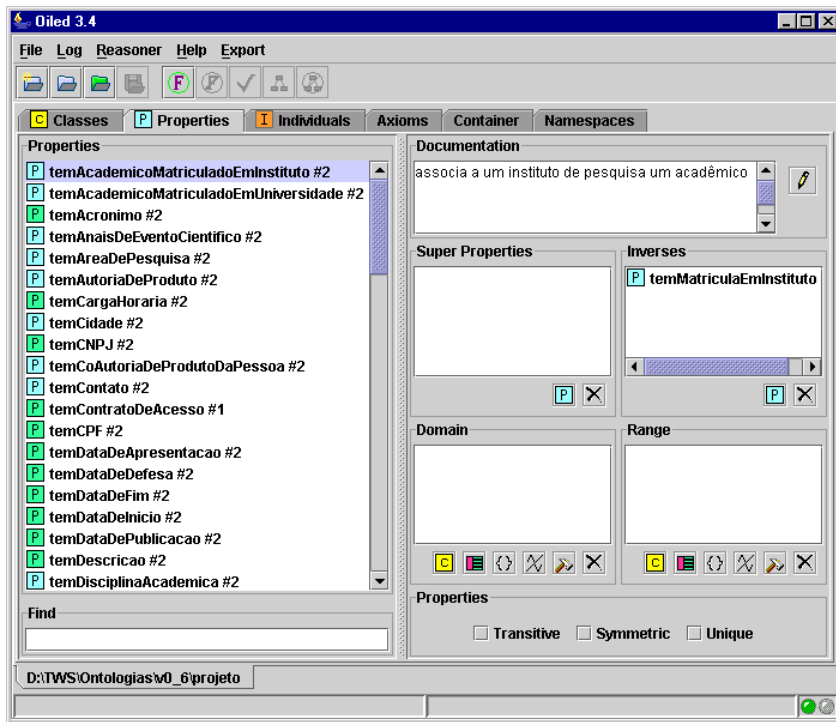 Oiled 3.4
File Log Reasoner Help Export
F F
C Classes P Properties I Individuals Axioms Container Namespaces
Properties
P temAcademicoMatriculadoEmInstituto #2
P temAcademicoMatriculadoEmUniversidade #2
P temAcronimo #2
P temAnaisDeEventoCientifico #2
P temAreaDePesquisa #2
P temAutoriaDeProduto #2
P temCargaHoraria #2
P temCidade #2
P temCNPJ #2
P temCoAutoriaDeProdutoDaPessoa #2
P temContato #2
P temContratoDeAcesso #1
P temCPF #2
P temDataDeApresentacao #2
P temDataDeDefesa #2
P temDataDeFim #2
P temDataDeInicio #2
P temDataDePublicacao #2
P temDescricao #2
P temDisciplinaAcademica #2
Find
Documentation
associa a um instituto de pesquisa um acadêmico
Super Properties
P
Inverses
P temMatriculaEmInstituto
P
Domain
C {}
Range
C {}
Properties
Transitive Symmetric Unique
D:\TWS\Ontologias\v0_6\projeto